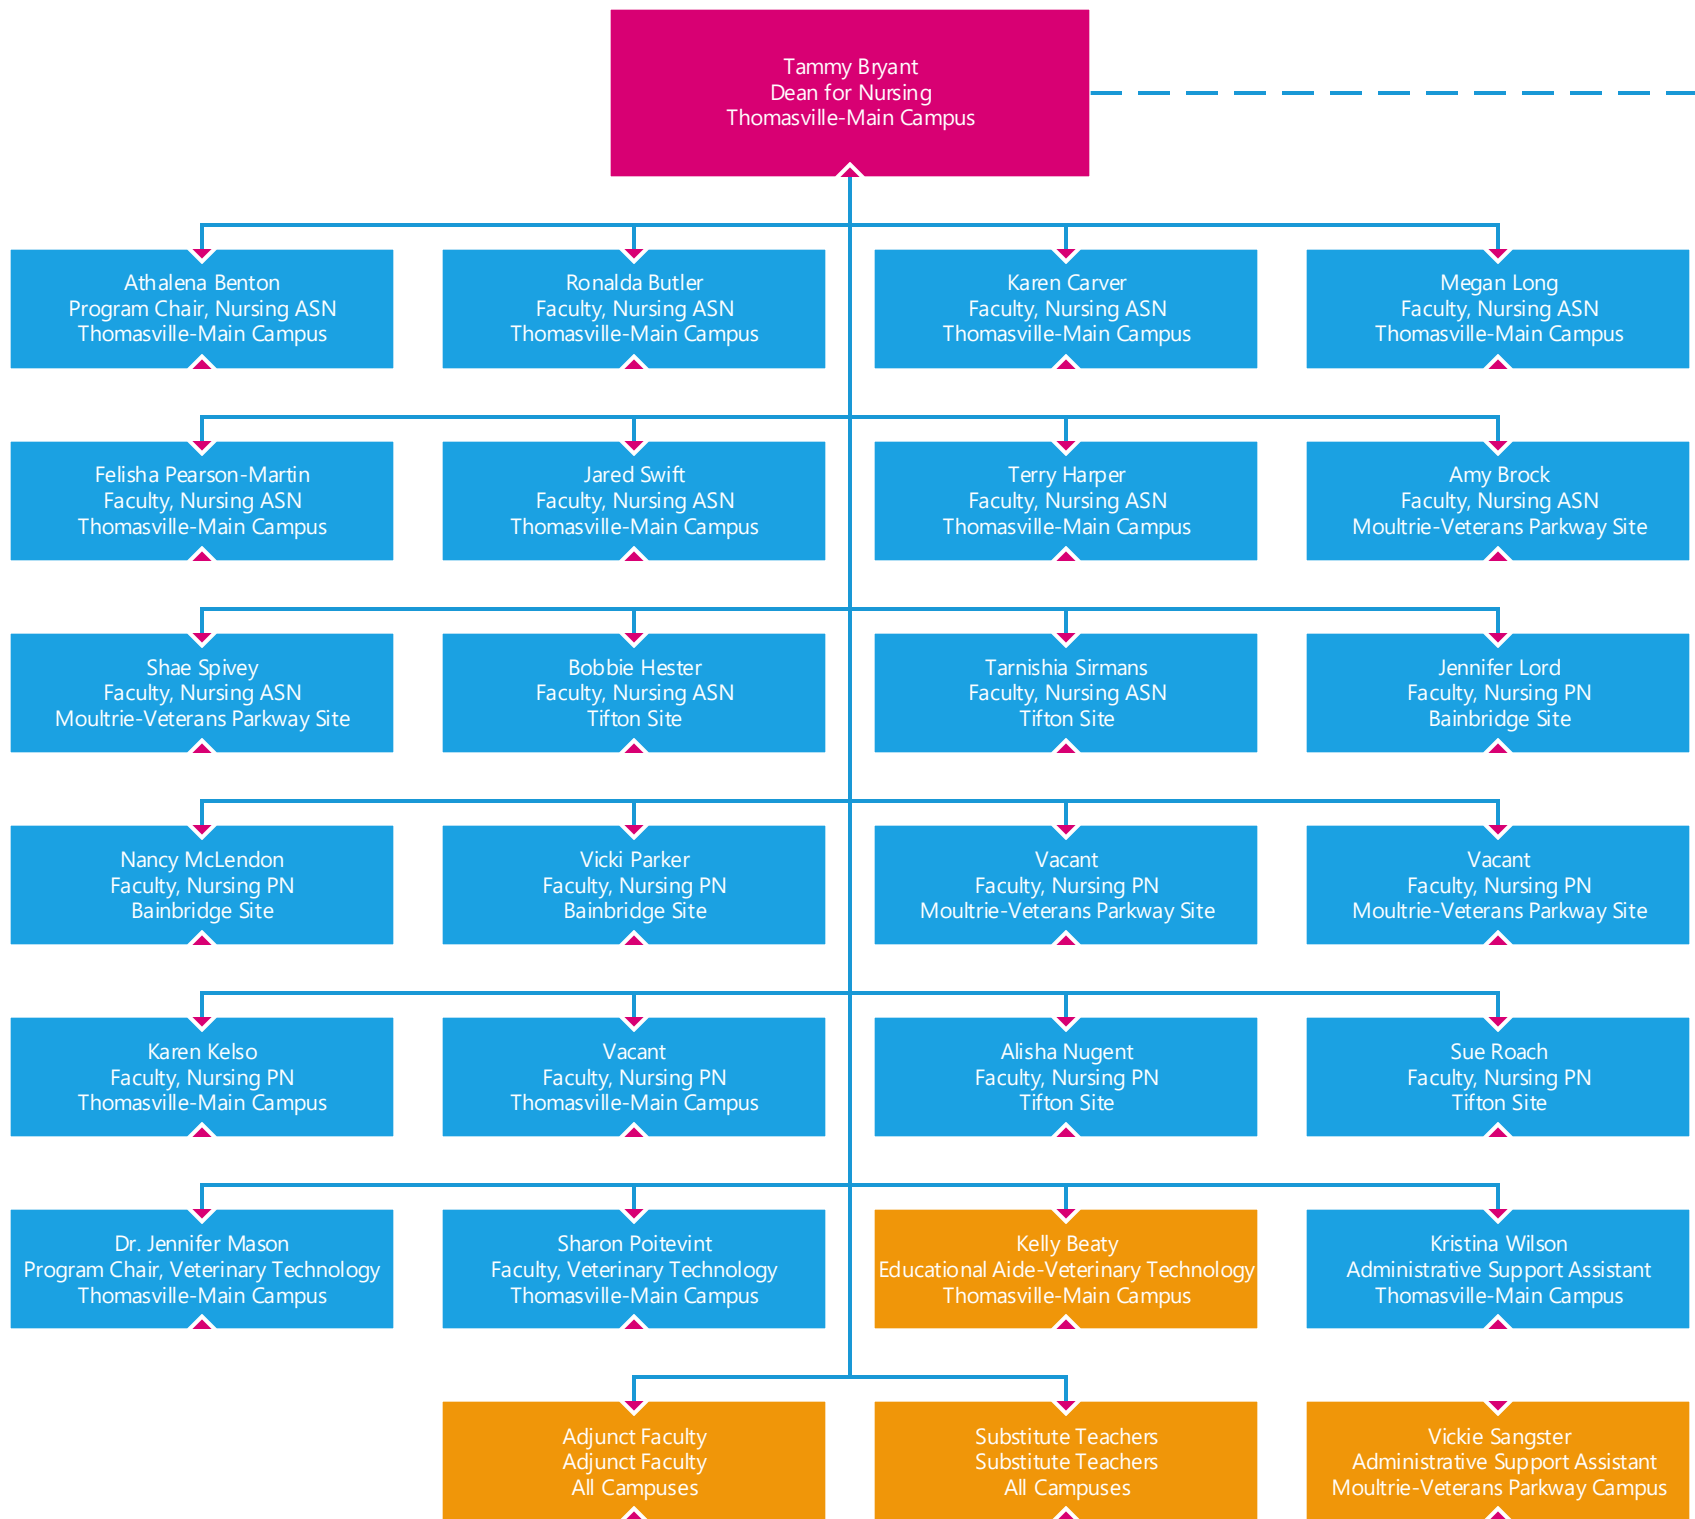 Tammy Bryant
Dean for Nursing
Thomasville-Main Campus
Athalena Benton
Program Chair, Nursing ASN
Thomasville-Main Campus
Ronalda Butler
Faculty, Nursing ASN
Thomasville-Main Campus
Karen Carver
Faculty, Nursing ASN
Thomasville-Main Campus
Megan Long
Faculty, Nursing ASN
Thomasville-Main Campus
Felisha Pearson-Martin
Faculty, Nursing ASN
Thomasville-Main Campus
Jared Swift
Faculty, Nursing ASN
Thomasville-Main Campus
Terry Harper
Faculty, Nursing ASN
Thomasville-Main Campus
Amy Brock
Faculty, Nursing ASN
Moultrie-Veterans Parkway Site
Shae Spivey
Faculty, Nursing ASN
Moultrie-Veterans Parkway Site
Bobbie Hester
Faculty, Nursing ASN
Tifton Site
Tarnishia Sirmans
Faculty, Nursing ASN
Tifton Site
Jennifer Lord
Faculty, Nursing PN
Bainbridge Site
Nancy McLendon
Faculty, Nursing PN
Bainbridge Site
Vicki Parker
Faculty, Nursing PN
Bainbridge Site
Vacant
Faculty, Nursing PN
Moultrie-Veterans Parkway Site
Vacant
Faculty, Nursing PN
Moultrie-Veterans Parkway Site
Karen Kelso
Faculty, Nursing PN
Thomasville-Main Campus
Vacant
Faculty, Nursing PN
Thomasville-Main Campus
Alisha Nugent
Faculty, Nursing PN
Tifton Site
Sue Roach
Faculty, Nursing PN
Tifton Site
Dr. Jennifer Mason
Program Chair, Veterinary Technology
Thomasville-Main Campus
Sharon Poitevint
Faculty, Veterinary Technology
Thomasville-Main Campus
Kelly Beaty
Educational Aide-Veterinary Technology
Thomasville-Main Campus
Kristina Wilson
Administrative Support Assistant
Thomasville-Main Campus
Adjunct Faculty
Adjunct Faculty
All Campuses
Substitute Teachers
Substitute Teachers
All Campuses
Vickie Sangster
Administrative Support Assistant
Moultrie-Veterans Parkway Campus